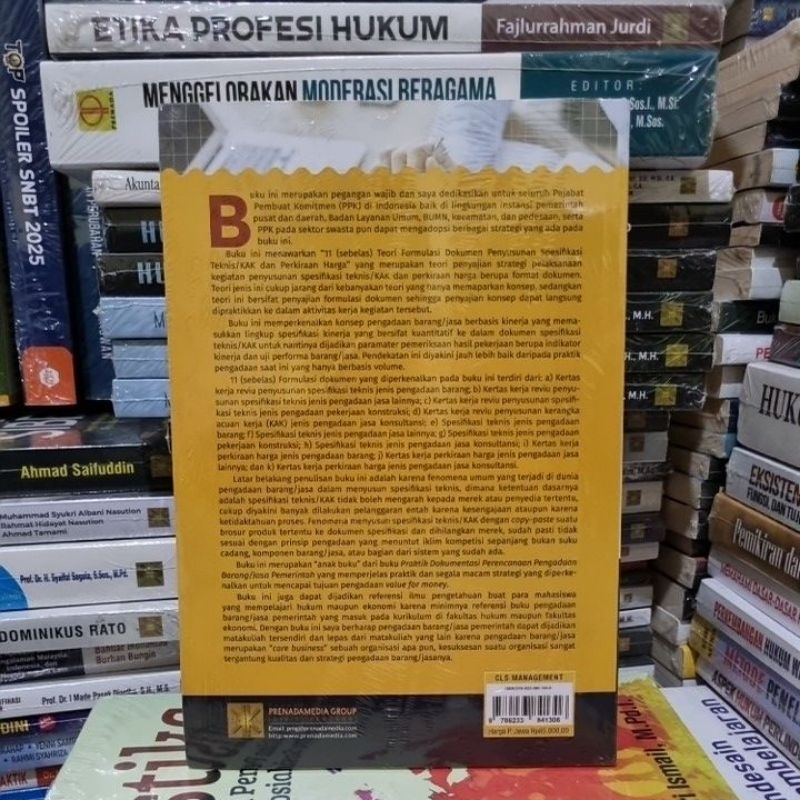 ETIKA PROFESI HUKUM
Fajlurrahman Jurdi
MENGGELORAKAN MODERASI BERAGAMA
EDITOR:
TOP SPOILER SNBT 2025
Buku ini merupakan pegangan wajib dan saya dedikasikan untuk seluruh Pejabat
Pembuat Komitmen (PPK) di Indonesia baik di lingkungan instansi pemerintah
pusat dan daerah, Badan Layanan Umum, BUMN, kecamatan, dan pedesaan, serta
PPK pada sektor swasta pun dapat mengadopsi berbagai strategi yang ada pada
buku ini.
Buku ini menawarkan "11 (sebelas) Teori Formulasi Dokumen Penyusunan Spesifikasi
Teknis/KAK dan Perkiraan Harga" yang merupakan teori penyajian strategi pelaksanaan
kegiatan penyusunan spesifikasi teknis/KAK dan perkiraan harga berupa format dokumen.
Teori jenis ini cukup jarang dari kebanyakan teori yang hanya memaparkan konsep, sedangkan
teori ini bersifat penyajian formulasi dokumen sehingga penyajian konsep dapat langsung
dipraktikkan ke dalam aktivitas kerja kegiatan tersebut.
Buku ini memperkenalkan konsep pengadaan barang/jasa berbasis kinerja yang mema-
sukkan lingkup spesifikasi kinerja yang bersifat kuantitatif ke dalam dokumen spesifikasi
teknis/KAK untuk nantinya dijadikan parameter pemeriksaan hasil pekerjaan berupa indikator
kinerja dan uji performa barang/jasa. Pendekatan ini diyakini jauh lebih baik daripada praktik
pengadaan saat ini yang hanya berbasis volume.
11 (sebelas) Formulasi dokumen yang diperkenalkan pada buku ini terdiri dari: a) Kertas
kerja reviu penyusunan spesifikasi teknis jenis pengadaan barang; b) Kertas kerja reviu penyu-
sunan spesifikasi teknis jenis pengadaan jasa lainnya; c) Kertas kerja reviu penyusunan spesifi-
kasi teknis jenis pengadaan pekerjaan konstruksi; d) Kertas kerja reviu penyusunan kerangka
acuan kerja (KAK) jenis pengadaan jasa konsultansi; e) Spesifikasi teknis jenis pengadaan
barang; f) Spesifikasi teknis jenis pengadaan jasa lainnya; g) Spesifikasi teknis jenis pengadaan
pekerjaan konstruksi; h) Spesifikasi teknis jenis pengadaan jasa konsultansi; i) Kertas kerja
perkiraan harga jenis pengadaan barang; j) Kertas kerja perkiraan harga jenis pengadaan jasa
lainnya; dan k) Kertas kerja perkiraan harga jenis pengadaan jasa konsultansi.
Latar belakang penulisan buku ini adalah karena fenomena umum yang terjadi di dunia
pengadaan barang/jasa dalam menyusun spesifikasi teknis, dimana ketentuan dasarnya
adalah spesifikasi teknis/KAK tidak boleh mengarah kepada merek atau penyedia tertentu,
cukup diyakini banyak dilakukan pelanggaran entah karena kesengajaan ataupun karena
ketidaktahuan proses. Fenomena menyusun spesifikasi teknis/KAK dengan copy-paste suatu
brosur produk tertentu ke dokumen spesifikasi dan dihilangkan merek, sudah pasti tidak
sesuai dengan prinsip pengadaan yang menuntut iklim kompetisi sepanjang bukan suku
cadang, komponen barang/jasa, atau bagian dari sistem yang sudah ada.
Buku ini merupakan "anak buku" dari buku Praktik Dokumentasi Perencanaan Pengadaan
Barang/Jasa Pemerintah yang memperjelas praktik dan segala macam strategi yang diperke-
nalkan untuk mencapai tujuan pengadaan value for money.
Buku ini juga dapat dijadikan referensi ilmu pengetahuan buat para mahasiswa
yang mempelajari hukum maupun ekonomi karena minimnya referensi buku pengadaan
barang/jasa pemerintah yang masuk pada kurikulum di fakultas hukum maupun fakultas
ekonomi. Dengan buku ini saya berharap pengadaan barang/jasa pemerintah dapat dijadikan
matakuliah tersendiri dan lepas dari matakuliah yang lain karena pengadaan barang/jasa
merupakan "core business" sebuah organisasi apa pun, kesuksesan suatu organisasi sangat
tergantung kualitas dan strategi pengadaan barang/jasanya.
CLS MANAGEMENT
9 786233 841306
PRENADAMEDIA GROUP
Email: pmg@prenadamedia.com
http:www.prenadamedia.com
Ahmad Saifuddin
Muhammad Syukri Albani Nasution
Rahmat Hidayat Nasution
DOMINIKUS RATO
Burhan Bungin
M.H.
M.H.
M.H.
HUK
EKSISTEN
Pemikiran da